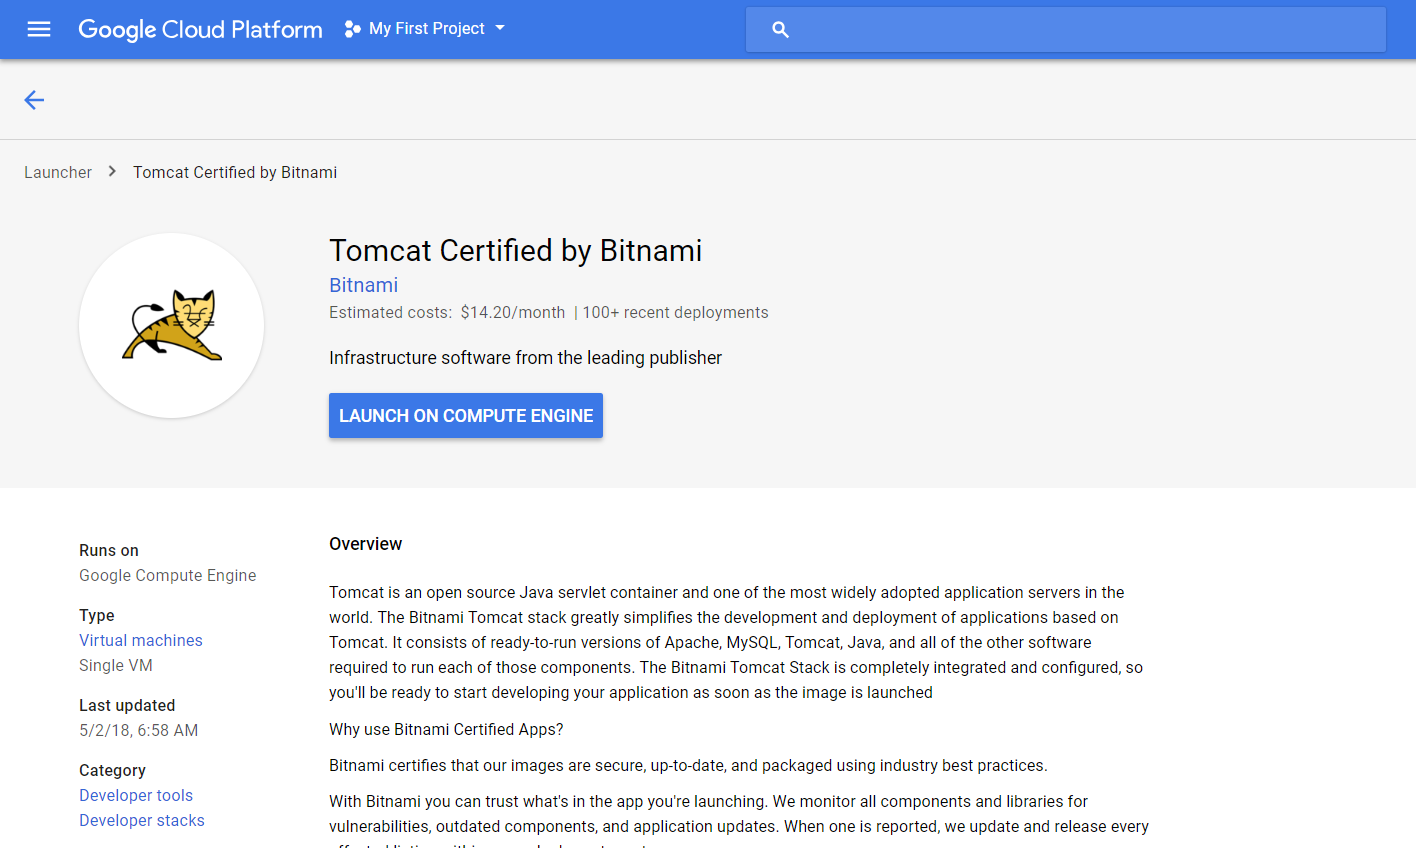 Google Cloud Platform
My First Project
Launcher
Tomcat Certified by Bitnami
Tomcat Certified by Bitnami
Bitnami
Estimated costs: $14.20/month | 100+ recent deployments
Infrastructure software from the leading publisher
LAUNCH ON COMPUTE ENGINE
Runs on
Google Compute Engine
Type
Virtual machines
Single VM
Last updated
5/2/18, 6:58 AM
Category
Developer tools
Developer stacks
Overview
Tomcat is an open source Java servlet container and one of the most widely adopted application servers in the
world. The Bitnami Tomcat stack greatly simplifies the development and deployment of applications based on
Tomcat. It consists of ready-to-run versions of Apache, MySQL, Tomcat, Java, and all of the other software
required to run each of those components. The Bitnami Tomcat Stack is completely integrated and configured, so
you'll be ready to start developing your application as soon as the image is launched
Why use Bitnami Certified Apps?
Bitnami certifies that our images are secure, up-to-date, and packaged using industry best practices.
With Bitnami you can trust what's in the app you're launching. We monitor all components and libraries for
vulnerabilities, outdated components, and application updates. When one is reported, we update and release every